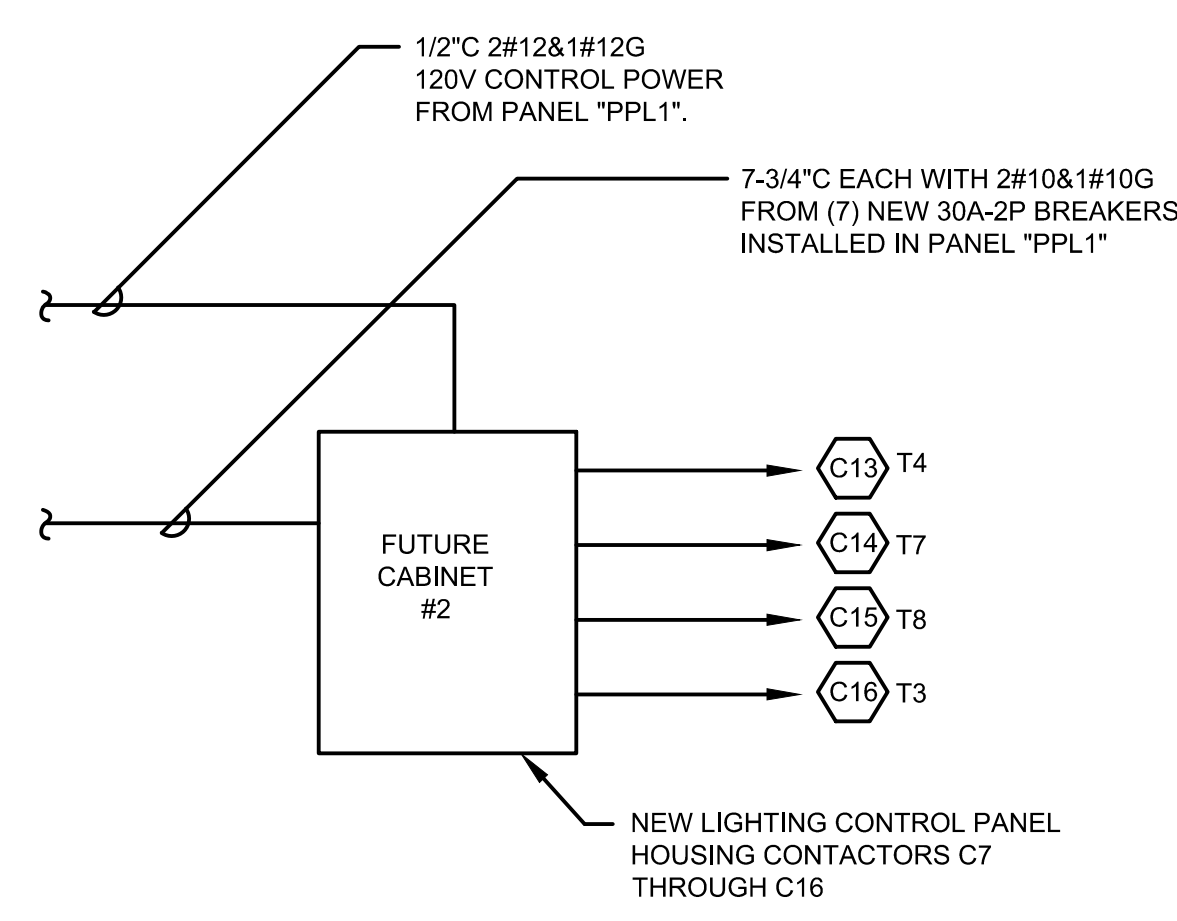 1/2"C 2#12&1#12G
120V CONTROL POWER
FROM PANEL "PPL1".
7-3/4"C EACH WITH 2#10&1#10G
FROM (7) NEW 30A-2P BREAKERS
INSTALLED IN PANEL "PPL1"
FUTURE
CABINET
#2
C13 T4
C14 T7
C15 T8
C16 T3
NEW LIGHTING CONTROL PANEL
HOUSING CONTACTORS C7
THROUGH C16